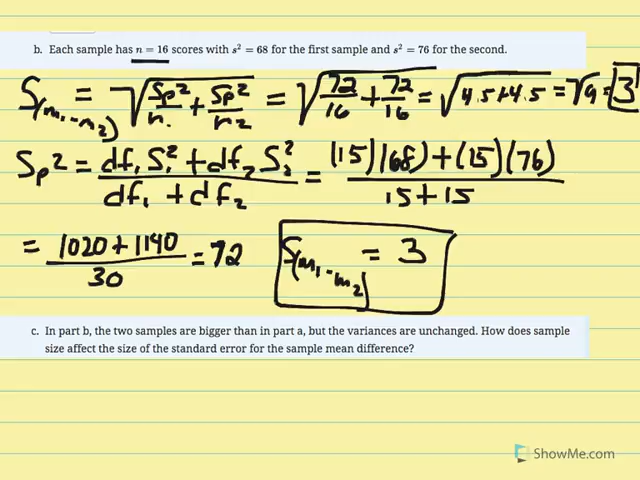 b. Each sample has n = 16 scores with s² = 68 for the first sample and s² = 76 for the second.
S(m₁-m₂) = √(Sp²/n₁ + Sp²/n₂) = √(72/16 + 72/16) = √(4.5+4.5) = √9 = 3
Sp² = (df₁ S₁² + df₂ S₂²)/(df₁ + df₂) = ((15)(68) + (15)(76))/(15 + 15)
= (1020 + 1140)/30 = 72 S(m₁-m₂) = 3
c. In part b, the two samples are bigger than in part a, but the variances are unchanged. How does sample
size affect the size of the standard error for the sample mean difference?
ShowMe.com